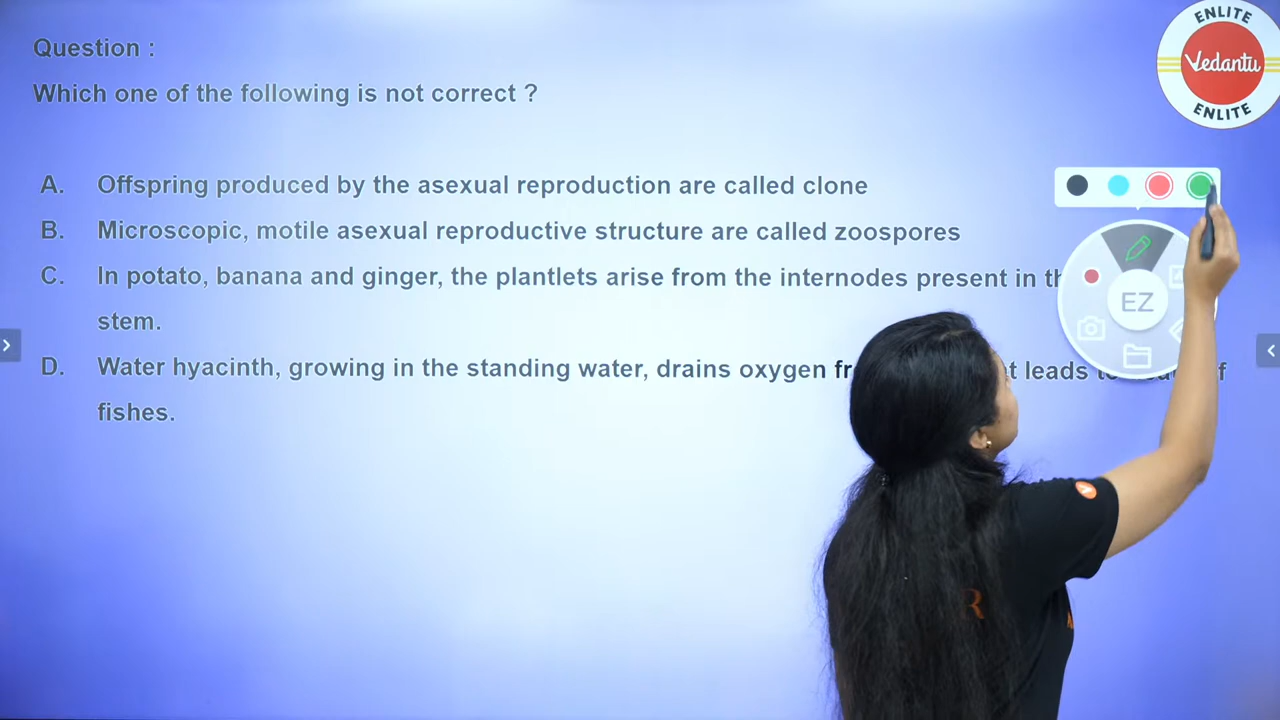 ENLITE
Vedantu
ENLITE
Question :
Which one of the following is not correct ?
A. Offspring produced by the asexual reproduction are called clone
B. Microscopic, motile asexual reproductive structure are called zoospores
C. In potato, banana and ginger, the plantlets arise from the internodes present in
stem.
D. Water hyacinth, growing in the standing water, drains oxygen leads
fishes.
EZ